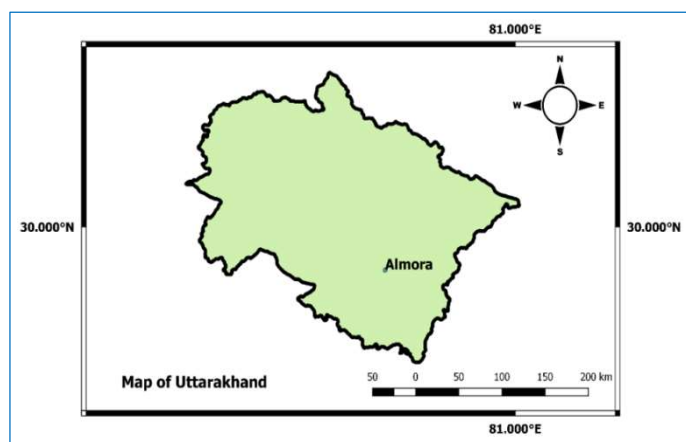 81.000°E
N
W E
S
30.000°N 30.000°N
Almora
Map of Uttarakhand
50 0 50 100 150 200 km
81.000°E